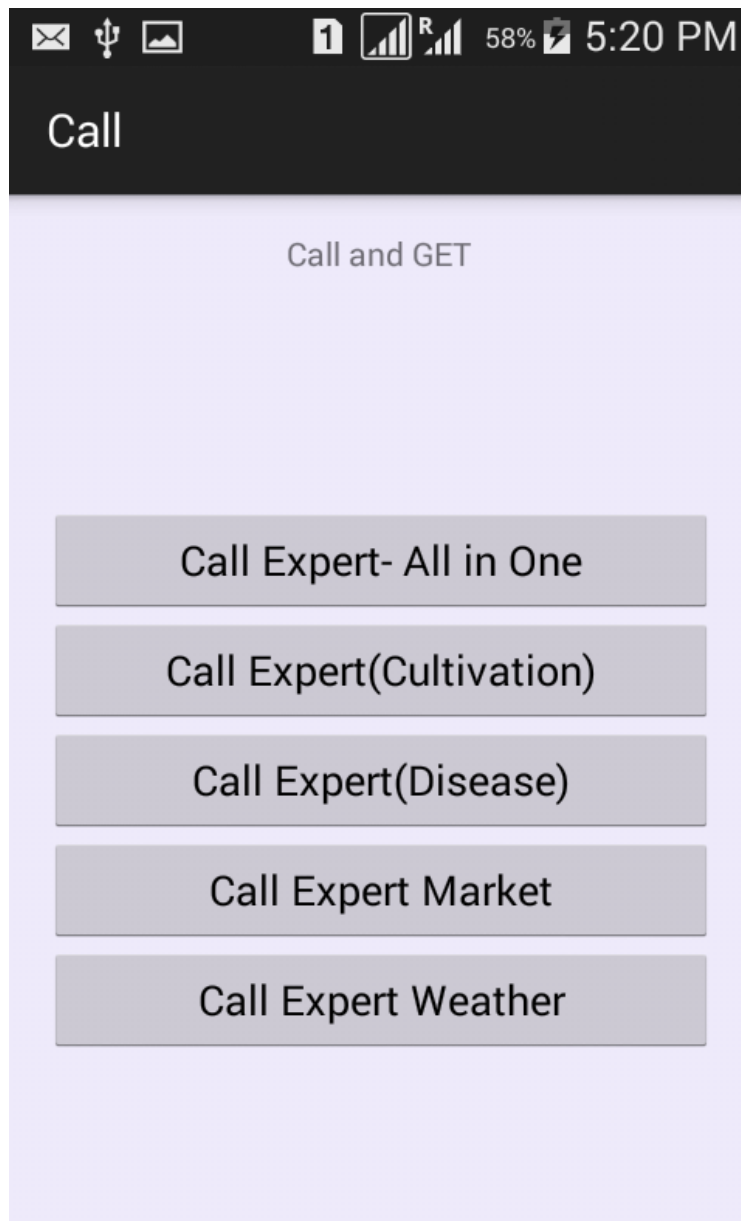 1 R 58% 5:20 PM
Call
Call and GET
Call Expert- All in One
Call Expert(Cultivation)
Call Expert(Disease)
Call Expert Market
Call Expert Weather